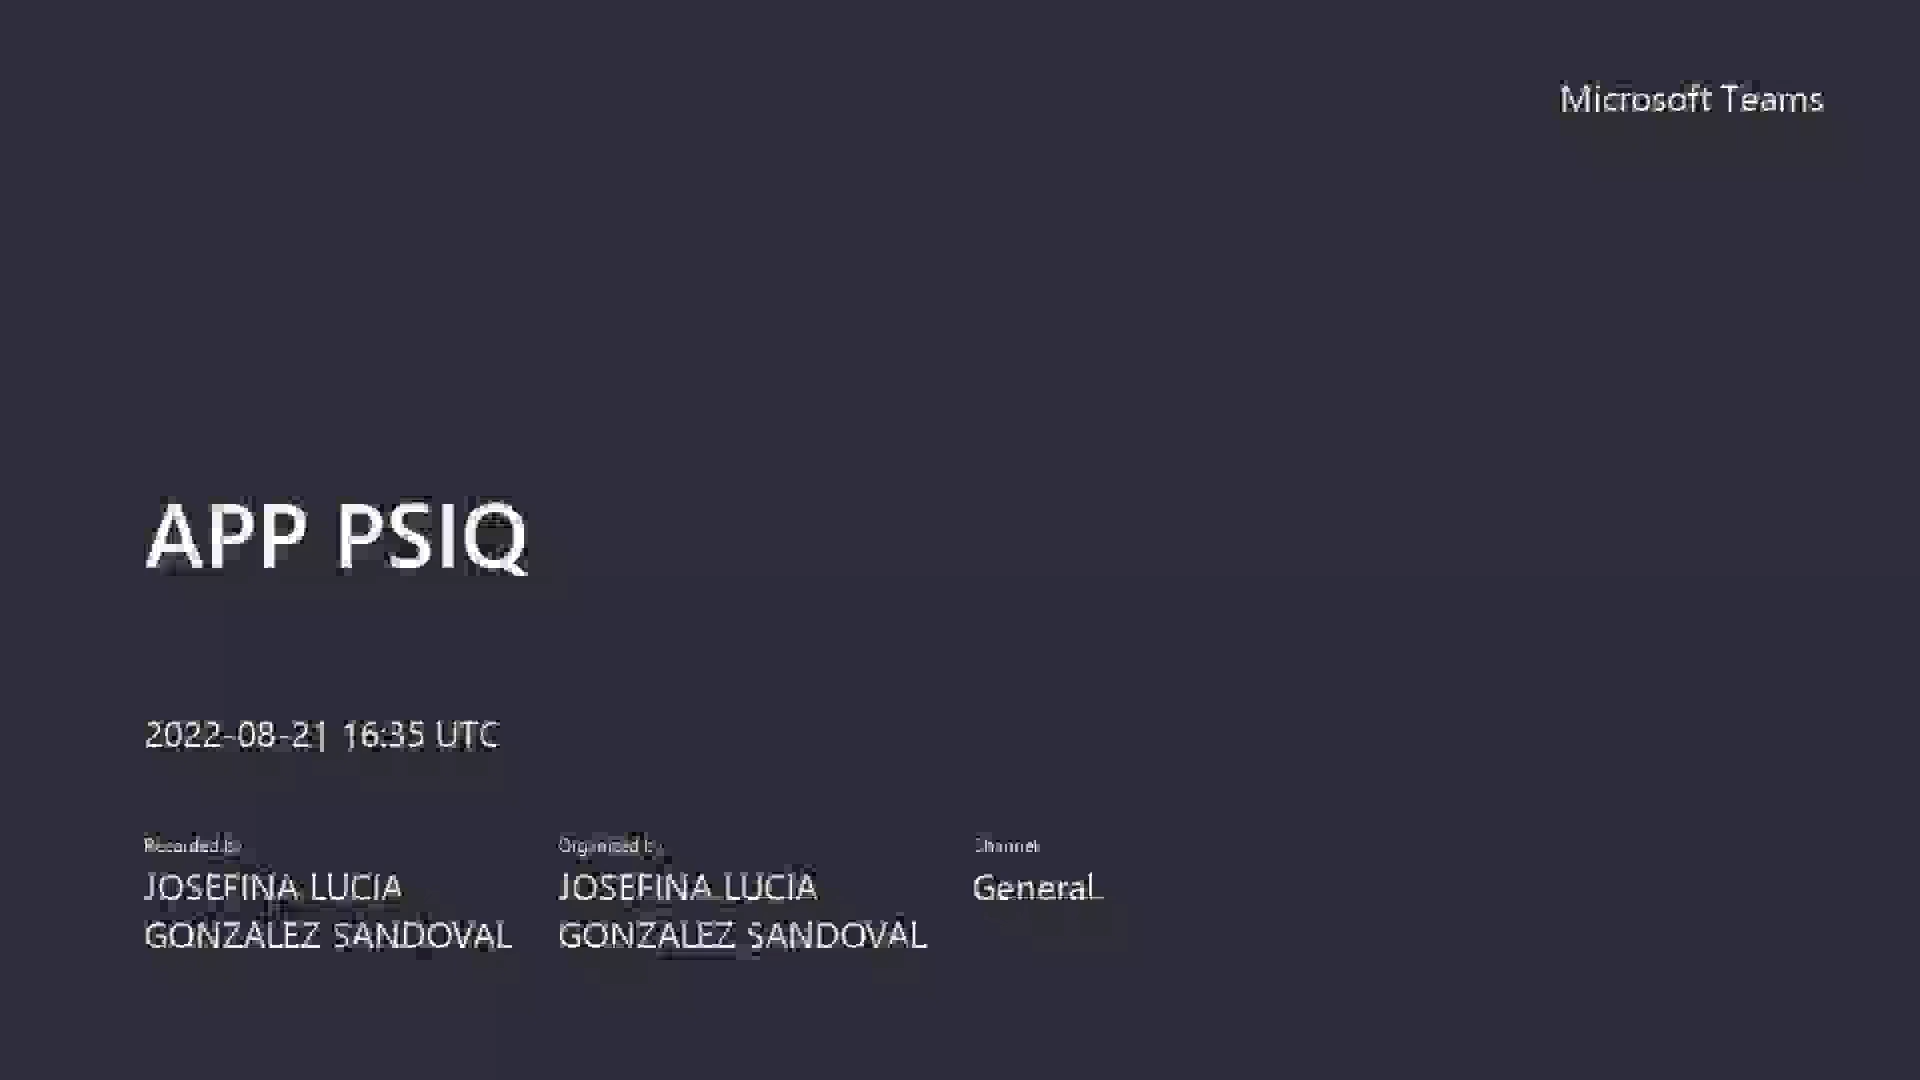 Microsoft Teams
APP PSIQ
2022-08-21 16:35 UTC
Recorded by
Organized by
Channel
JOSEFINA LUCIA
JOSEFINA LUCIA
General
GONZALEZ SANDOVAL
GONZALEZ SANDOVAL